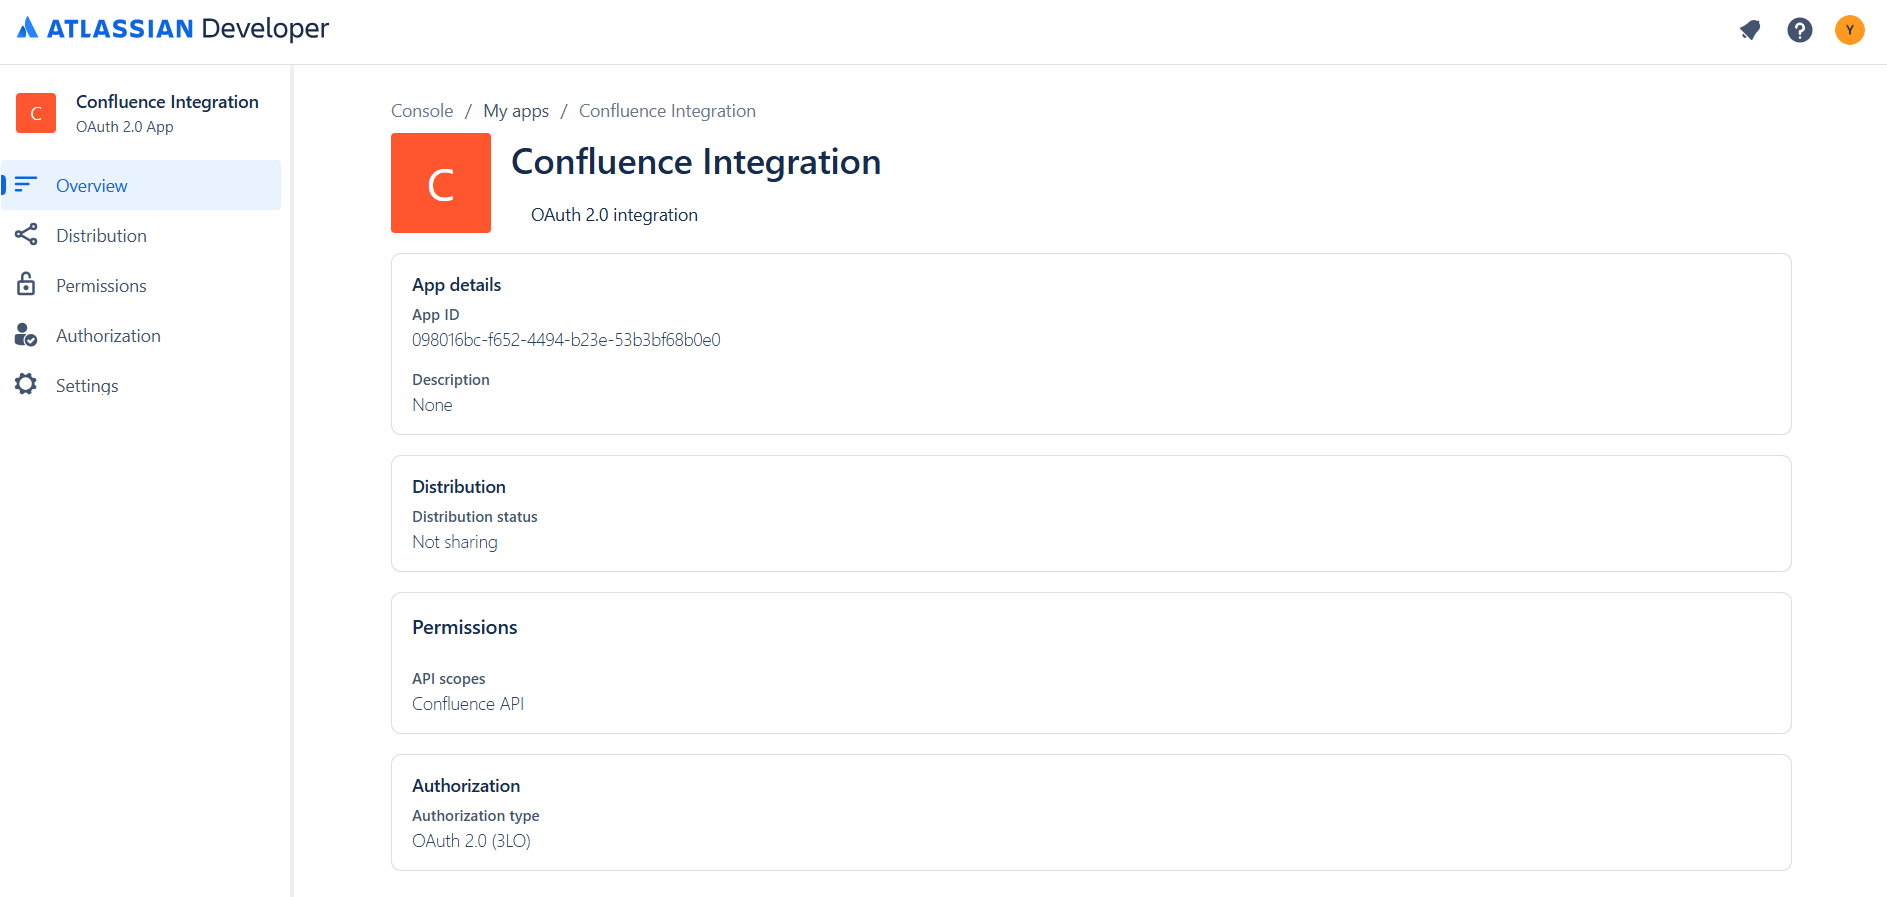 ATLASSIAN Developer
?
Y
C
Confluence Integration
OAuth 2.0 App
Overview
Distribution
Permissions
Authorization
Settings
Console / My apps / Confluence Integration
C
Confluence Integration
OAuth 2.0 integration
App details
App ID
098016bc-f652-4494-b23e-53b3bf68b0e0
Description
None
Distribution
Distribution status
Not sharing
Permissions
API scopes
Confluence API
Authorization
Authorization type
OAuth 2.0 (3LO)